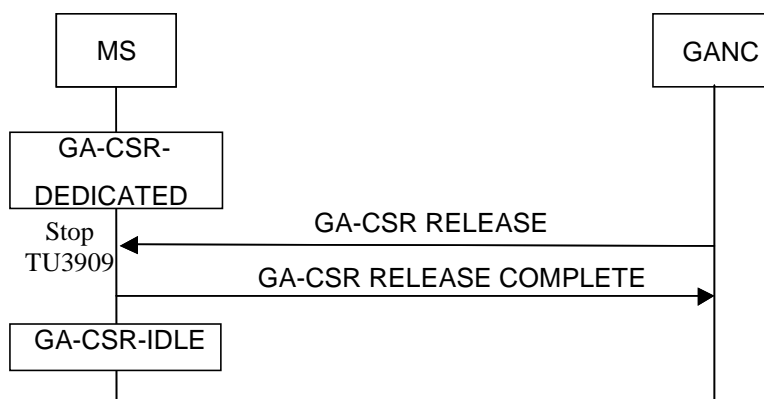 MS
GANC
GA-CSR-
DEDICATED
Stop
TU3909
GA-CSR RELEASE
GA-CSR RELEASE COMPLETE
GA-CSR-IDLE